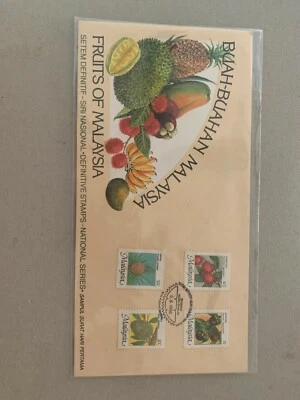 BUAH-BUAHAN MALAYSIA
FRUITS OF MALAYSIA
SETEM DEFINITIF - SIRI NASIONAL • DEFINITIVE STAMPS - NATIONAL SERIES • SAMPUL SURAT HARI PERTAMA
Malaysia
Malaysia
Malaysia
Malaysia